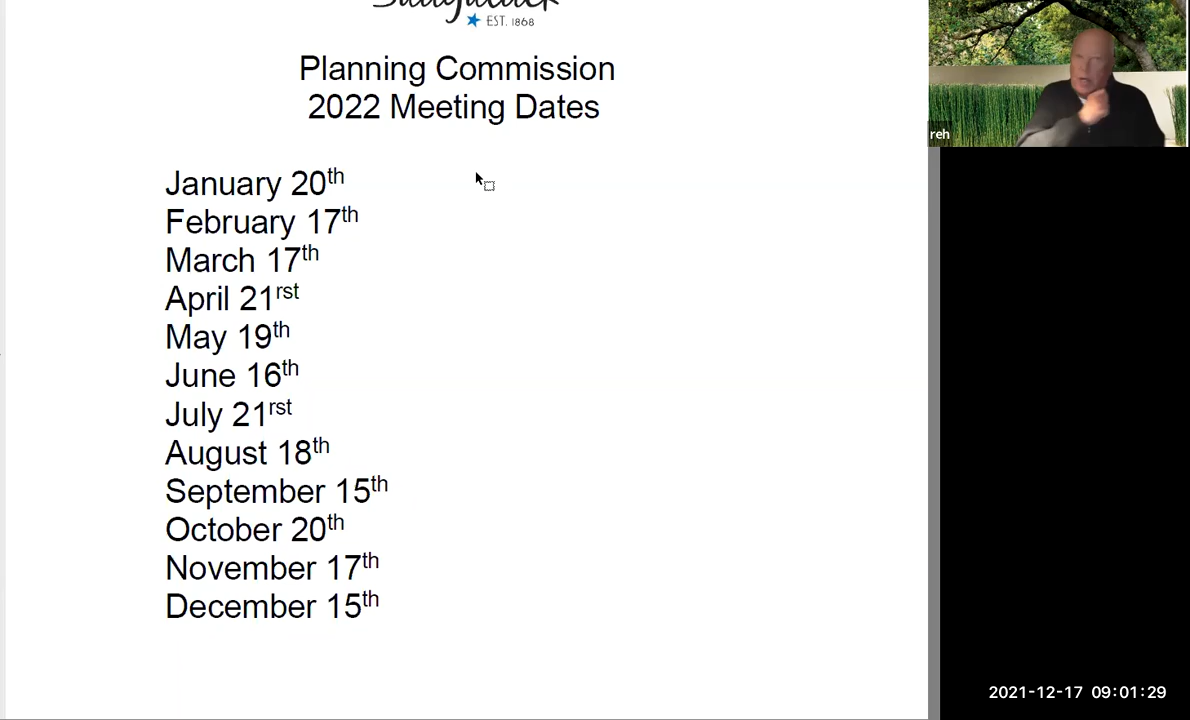 EST. 1868
Planning Commission
2022 Meeting Dates
January 20th
February 17th
March 17th
April 21rst
May 19th
June 16th
July 21rst
August 18th
September 15th
October 20th
November 17th
December 15th
reh
2021-12-17 09:01:29